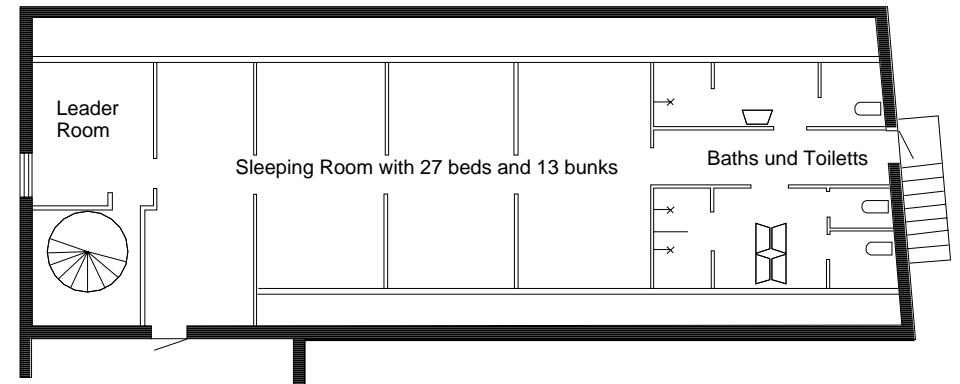 Leader
Room
Sleeping Room with 27 beds and 13 bunks
Baths und Toiletts